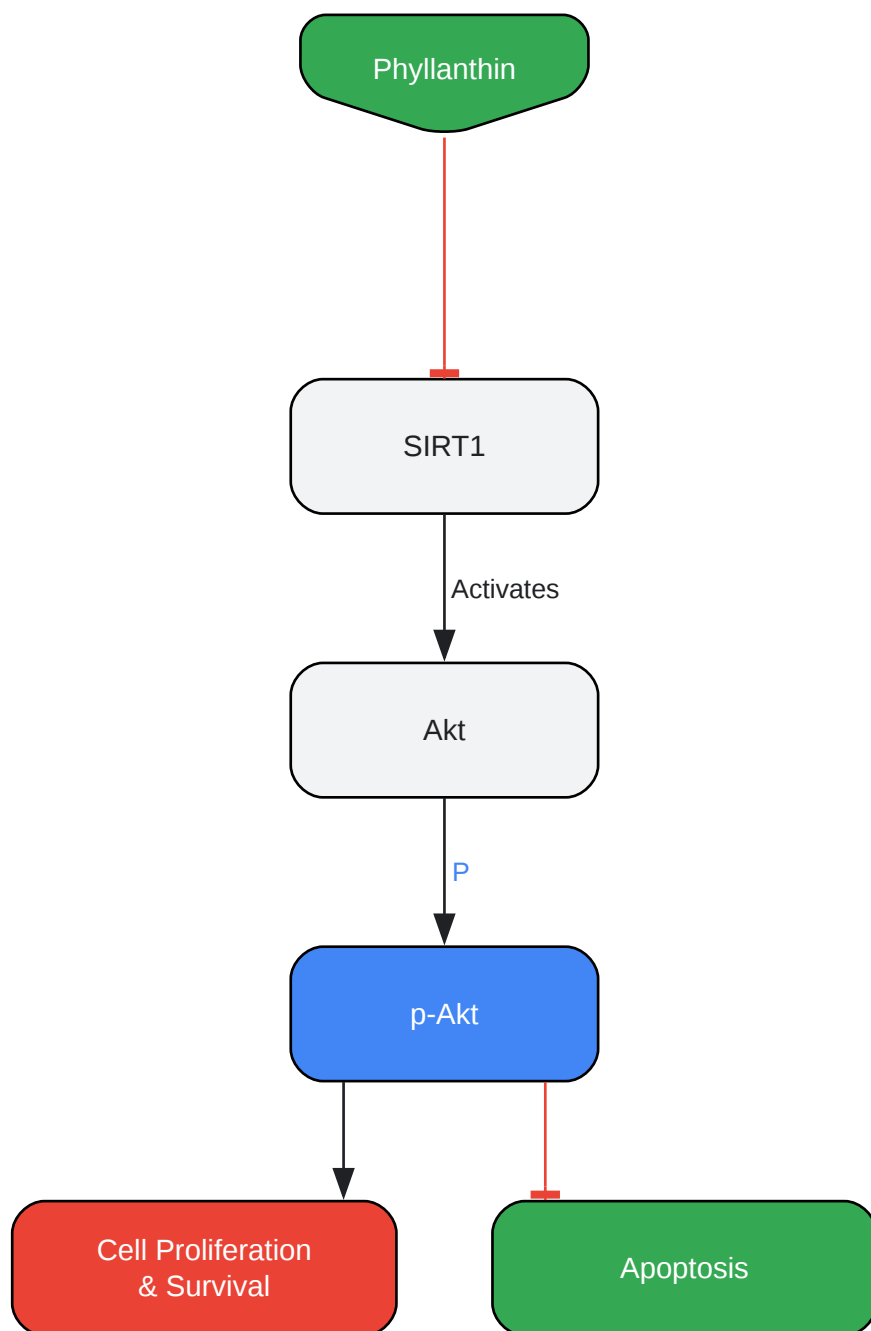 Phyllanthin
SIRT1
Activates
Akt
P
p-Akt
Cell Proliferation
& Survival
Apoptosis